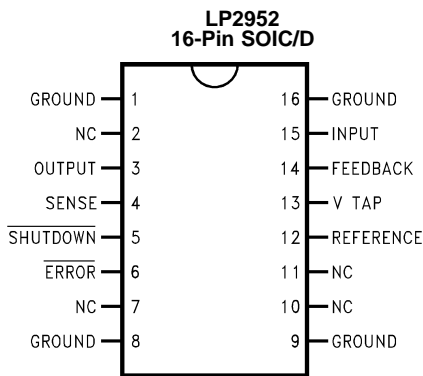 LP2952
16-Pin SOIC/D
GROUND 1 16 GROUND
NC 2 15 INPUT
OUTPUT 3 14 FEEDBACK
SENSE 4 13 V TAP
SHUTDOWN 5 12 REFERENCE
ERROR 6 11 NC
NC 7 10 NC
GROUND 8 9 GROUND